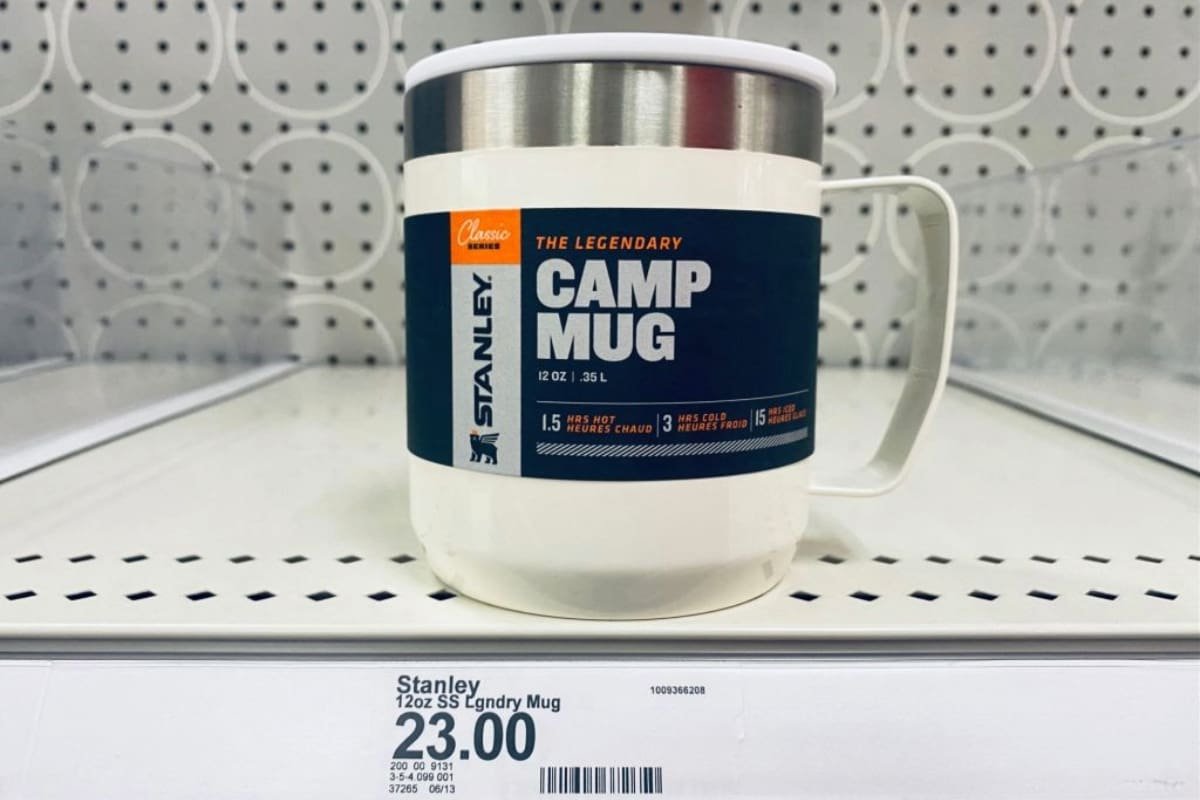 Classic
SERIES
STANLEY.
THE LEGENDARY
CAMP
MUG
12 OZ | .35 L
1.5 HRS HOT
HEURES CHAUD
3 HRS COLD
HEURES FROID
15 HRS ICED
HEURES GLACÉ
Stanley
12oz SS Lgndry Mug
23.00
1009366208
200 00 9131
3-5-4.099 001
37265 06/13